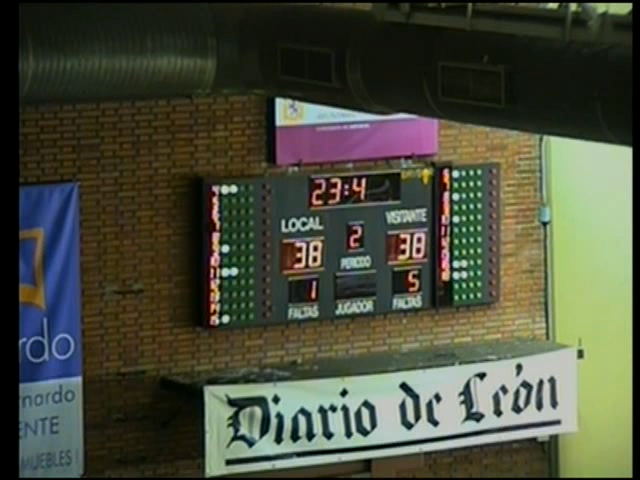 23:4
LOCAL
VISITANTE
38
2
38
PERIODO
1
5
FALTAS
JUGADOR
FALTAS
rdo
rnardo
ENTE
MUEBLES
Diario de León